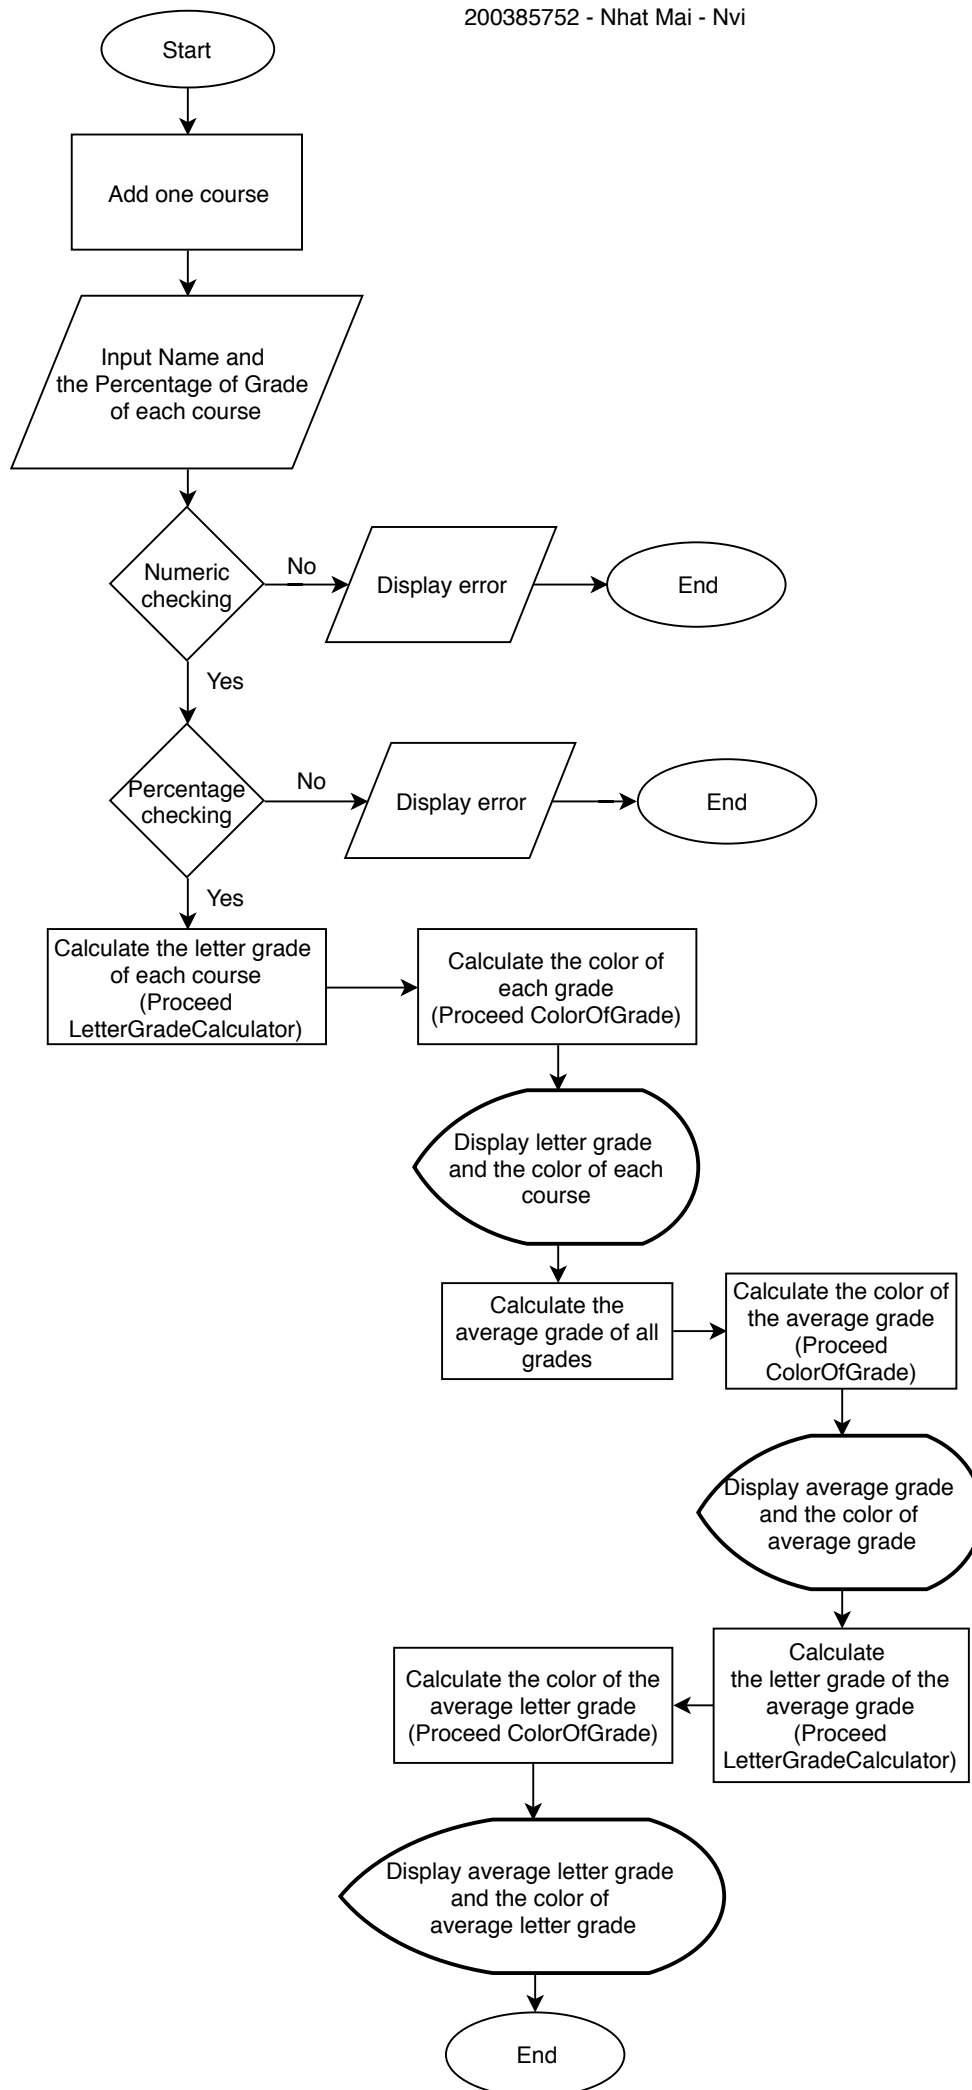 200385752 - Nhat Mai - Nvi
Start
Add one course
Input Name and
the Percentage of Grade
of each course
Numeric
checking
No
Display error
End
Yes
Percentage
checking
No
Display error
End
Yes
Calculate the letter grade
of each course
(Proceed
LetterGradeCalculator)
Calculate the color of
each grade
(Proceed ColorOfGrade)
Display letter grade
and the color of each
course
Calculate the
average grade of all
grades
Calculate the color of
the average grade
(Proceed
ColorOfGrade)
Display average grade
and the color of
average grade
Calculate
the letter grade of the
average grade
(Proceed
LetterGradeCalculator)
Calculate the color of the
average letter grade
(Proceed ColorOfGrade)
Display average letter grade
and the color of
average letter grade
End